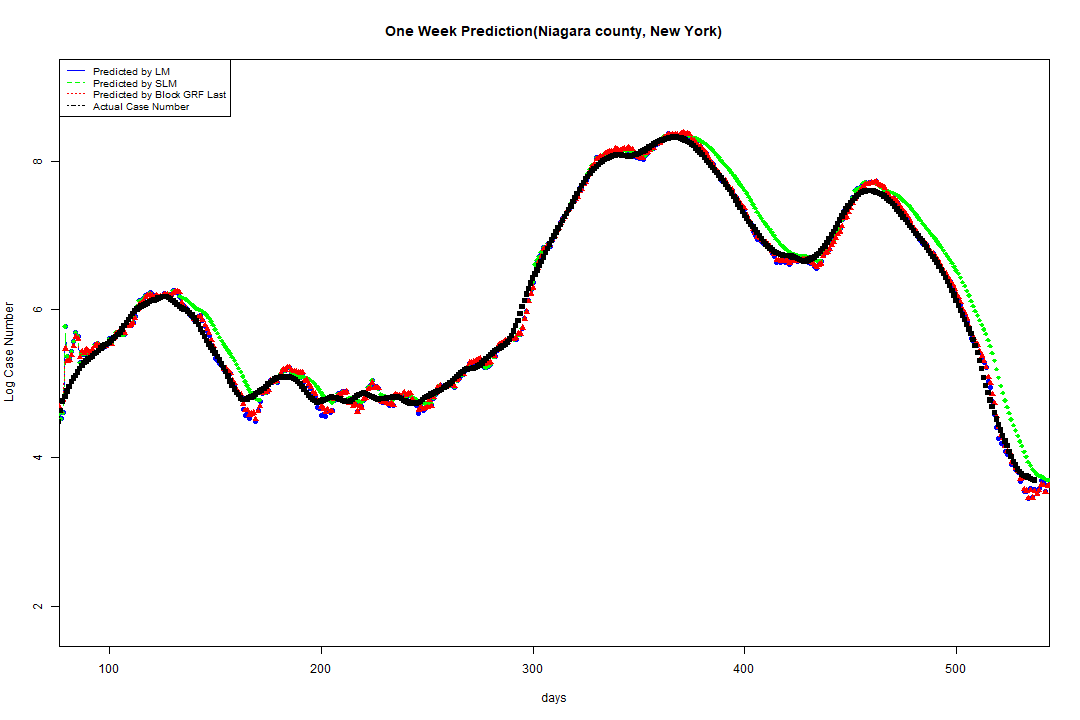 One Week Prediction(Niagara county, New York)
Predicted by LM
Predicted by SLM
Predicted by Block GRF Last
Actual Case Number
8
6
4
2
Log Case Number
100 200 300 400 500
days